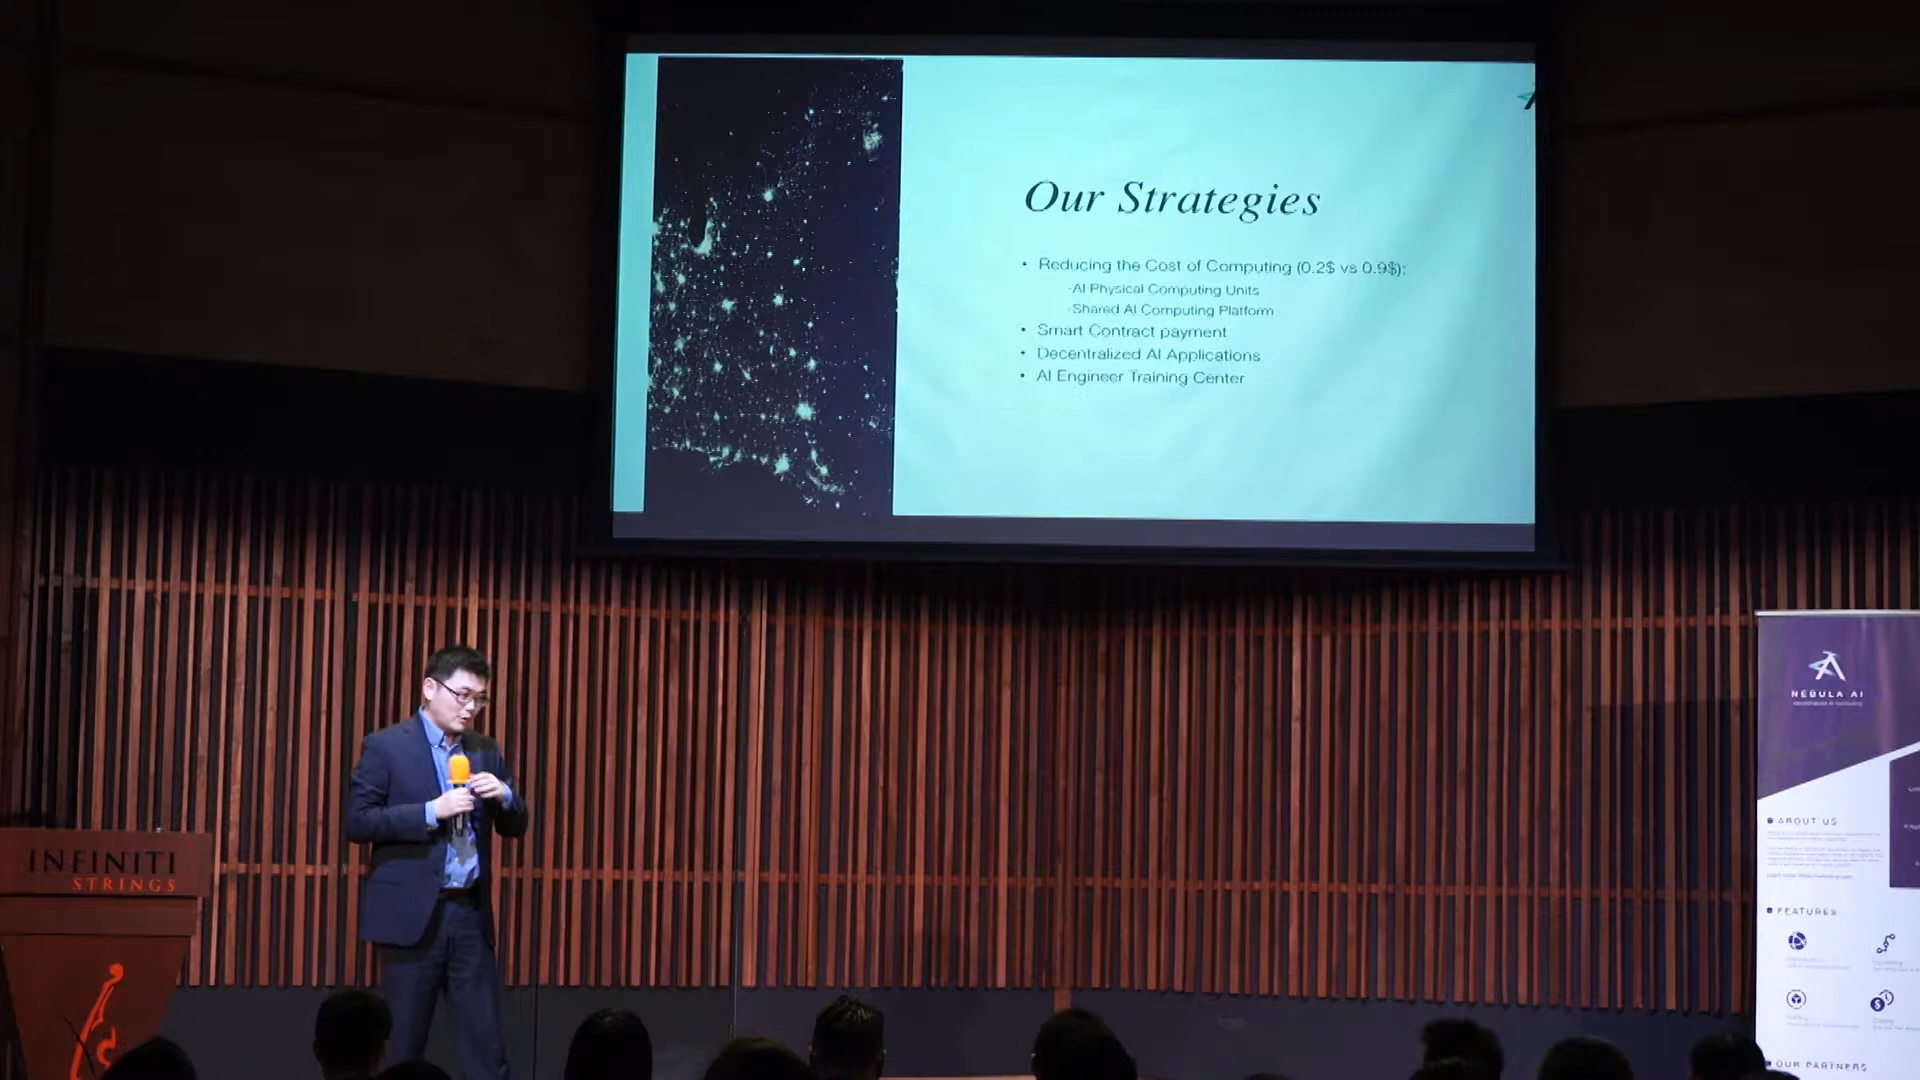 Our Strategies
• Reducing the Cost of Computing (0.2$ vs 0.9$):
-AI Physical Computing Units
-Shared AI Computing Platform
• Smart Contract payment
• Decentralized AI Applications
• AI Engineer Training Center
INFINITI
STRINGS
NEBULA AI
ABOUT US
FEATURES
OUR PARTNERS